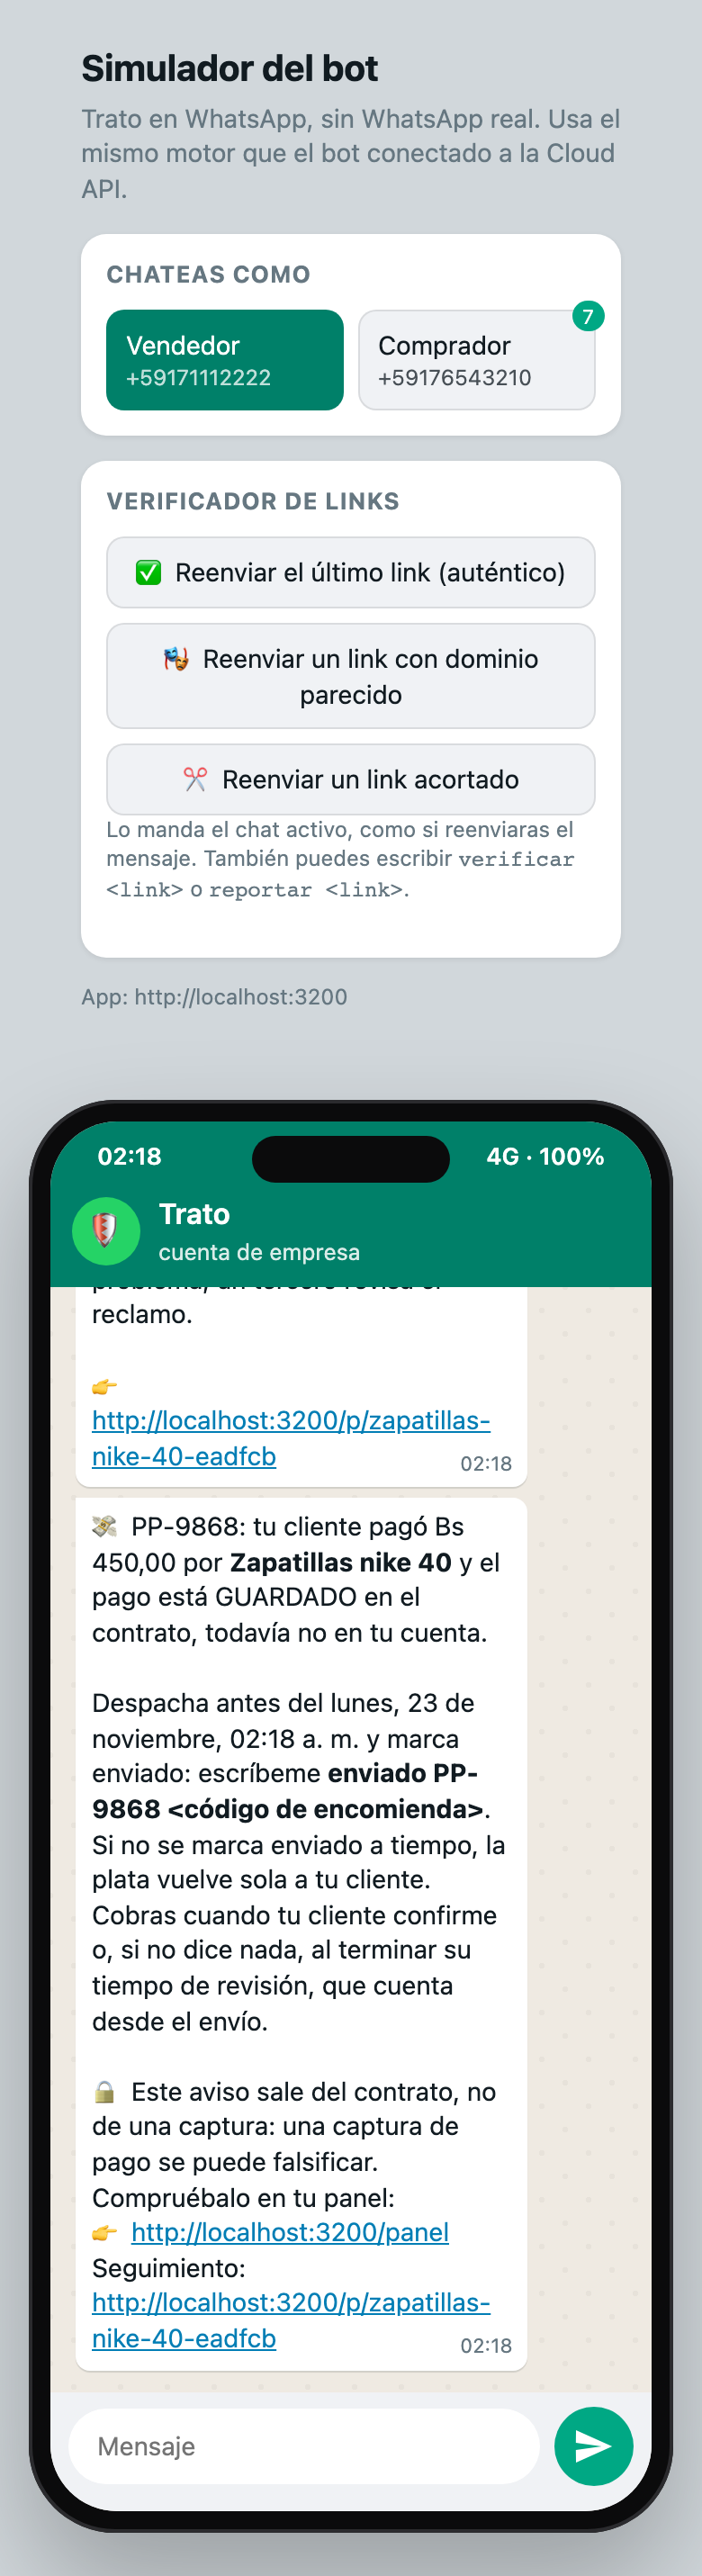 Simulador del bot
Trato en WhatsApp, sin WhatsApp real. Usa el
mismo motor que el bot conectado a la Cloud
API.
CHATEAS COMO
Vendedor
+59171112222
Comprador
+59176543210
7
VERIFICADOR DE LINKS
✅ Reenviar el último link (auténtico)
🎭 Reenviar un link con dominio
parecido
✂️ Reenviar un link acortado
Lo manda el chat activo, como si reenviaras el
mensaje. También puedes escribir verificar
<link> o reportar <link>.
App: http://localhost:3200
02:18
4G · 100%
Trato
cuenta de empresa
reclamo.
👉
http://localhost:3200/p/zapatillas-
nike-40-eadfcb
02:18
💸 PP-9868: tu cliente pagó Bs
450,00 por Zapatillas nike 40 y el
pago está GUARDADO en el
contrato, todavía no en tu cuenta.
Despacha antes del lunes, 23 de
noviembre, 02:18 a. m. y marca
enviado: escríbeme enviado PP-
9868 <código de encomienda>.
Si no se marca enviado a tiempo, la
plata vuelve sola a tu cliente.
Cobras cuando tu cliente confirme
o, si no dice nada, al terminar su
tiempo de revisión, que cuenta
desde el envío.
🔒 Este aviso sale del contrato, no
de una captura: una captura de
pago se puede falsificar.
Compruébalo en tu panel:
👉 http://localhost:3200/panel
Seguimiento:
http://localhost:3200/p/zapatillas-
nike-40-eadfcb
02:18
Mensaje